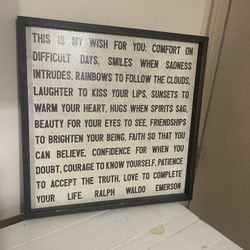 THIS IS MY WISH FOR YOU: COMFORT ON
DIFFICULT DAYS, SMILES WHEN SADNESS
INTRUDES, RAINBOWS TO FOLLOW THE CLOUDS,
LAUGHTER TO KISS YOUR LIPS, SUNSETS TO
WARM YOUR HEART, HUGS WHEN SPIRITS SAG,
BEAUTY FOR YOUR EYES TO SEE, FRIENDSHIPS
TO BRIGHTEN YOUR BEING, FAITH SO THAT YOU
CAN BELIEVE, CONFIDENCE FOR WHEN YOU
DOUBT, COURAGE TO KNOW YOURSELF, PATIENCE
TO ACCEPT THE TRUTH, LOVE TO COMPLETE
YOUR LIFE. RALPH WALDO EMERSON